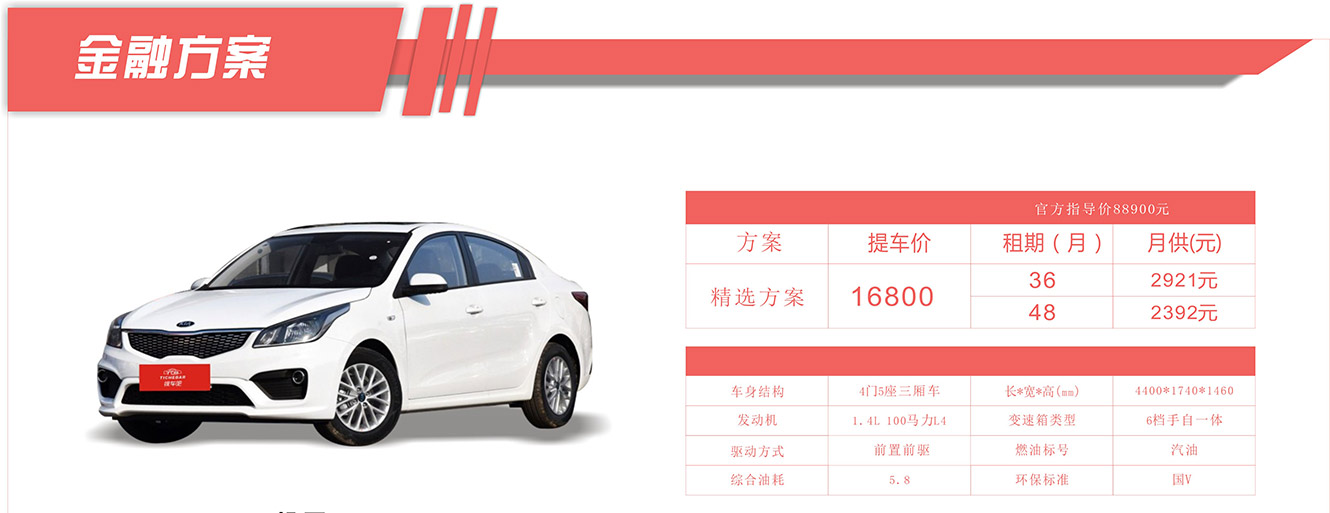 金融方案
官方指导价88900元
方案 提车价 租期（月） 月供(元)
精选方案 16800 36 2921元
48 2392元
车身结构 4门5座三厢车 长*宽*高(mm) 4400*1740*1460
发动机 1.4L 100马力L4 变速箱类型 6档手自一体
驱动方式 前置前驱 燃油标号 汽油
综合油耗 5.8 环保标准 国V
KIA
TICHEBAR
提车吧